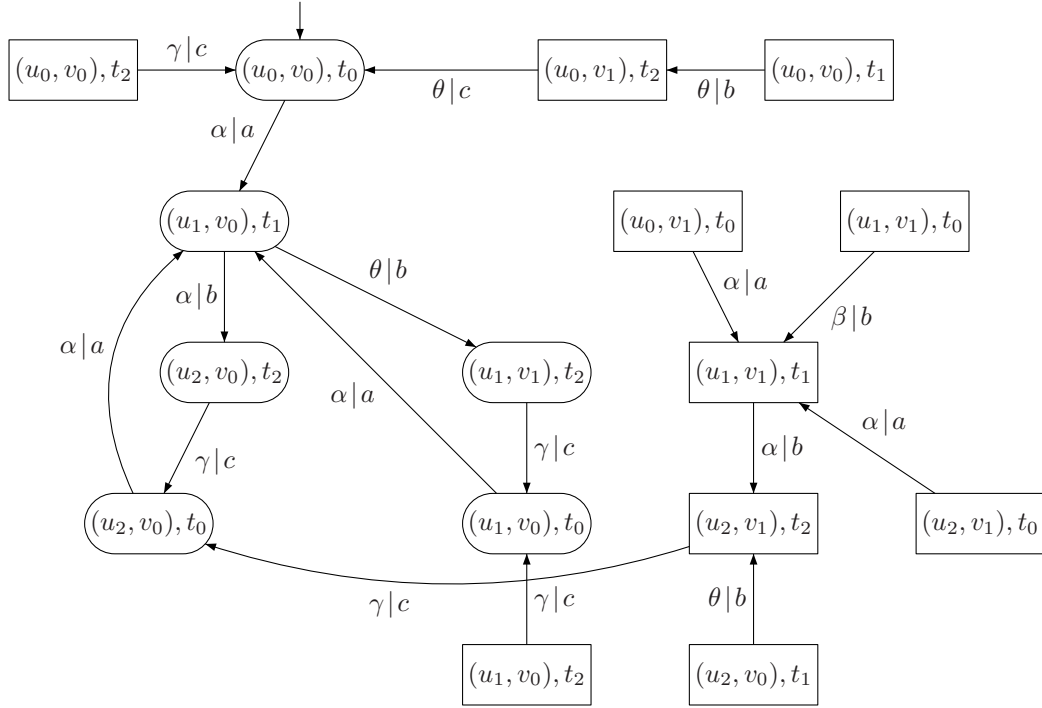 γ|c
(u₀, v₀), t₂
(u₀, v₀), t₀
(u₀, v₁), t₂
(u₀, v₀), t₁
θ|c
θ|b
α|a
(u₁, v₀), t₁
(u₀, v₁), t₀
(u₁, v₁), t₀
θ|b
α|b
α|a
β|b
α|a
(u₂, v₀), t₂
(u₁, v₁), t₂
(u₁, v₁), t₁
α|a
α|a
γ|c
γ|c
α|b
(u₂, v₀), t₀
(u₁, v₀), t₀
(u₂, v₁), t₂
(u₂, v₁), t₀
γ|c
γ|c
θ|b
(u₁, v₀), t₂
(u₂, v₀), t₁